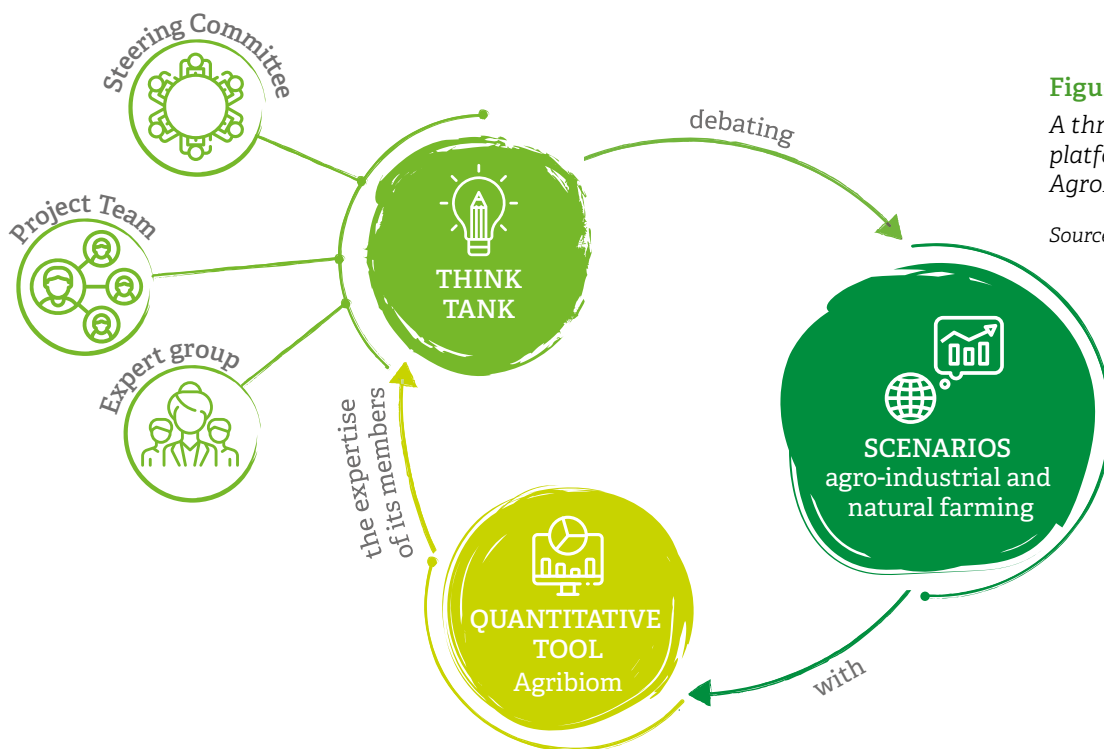 Steering Committee
Project Team
Expert group
THINK
TANK
debating
SCENARIOS
agro-industrial and
natural farming
with
QUANTITATIVE
TOOL
Agribiom
the expertise
of its members
A